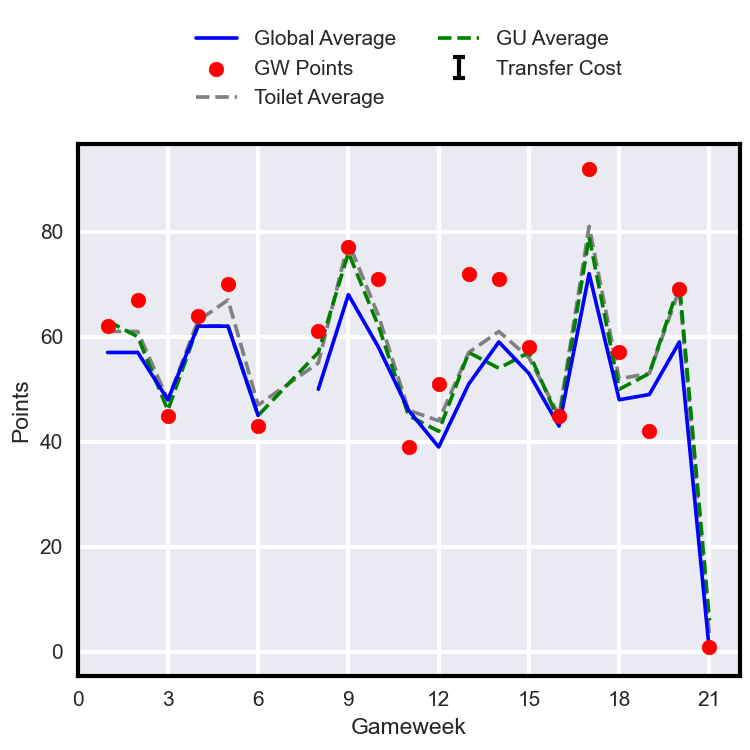 Global Average
GW Points
Toilet Average
GU Average
Transfer Cost
Points
80
60
40
20
0
0 3 6 9 12 15 18 21
Gameweek